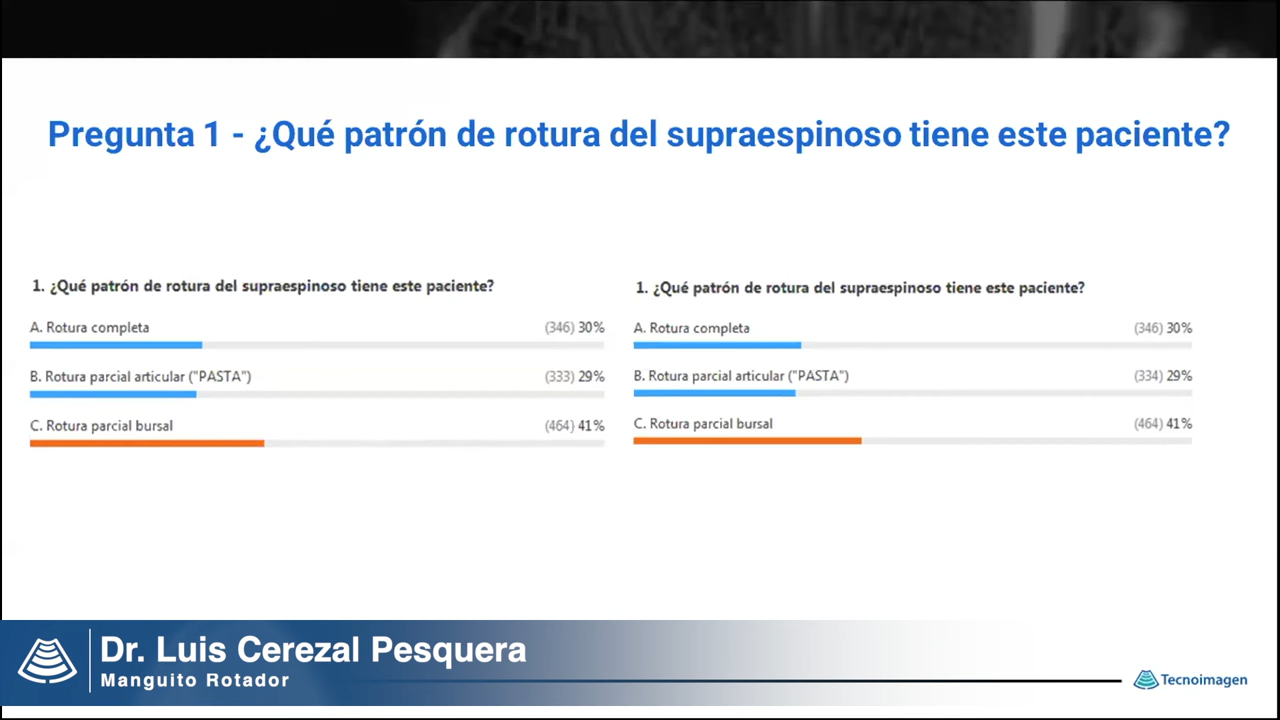 Pregunta 1 - ¿Qué patrón de rotura del supraespinoso tiene este paciente?
1. ¿Qué patrón de rotura del supraespinoso tiene este paciente?
A. Rotura completa (346) 30%
B. Rotura parcial articular ("PASTA") (333) 29%
C. Rotura parcial bursal (464) 41%
1. ¿Qué patrón de rotura del supraespinoso tiene este paciente?
A. Rotura completa (346) 30%
B. Rotura parcial articular ("PASTA") (334) 29%
C. Rotura parcial bursal (464) 41%
Dr. Luis Cerezal Pesquera
Manguito Rotador
Tecnoimagen